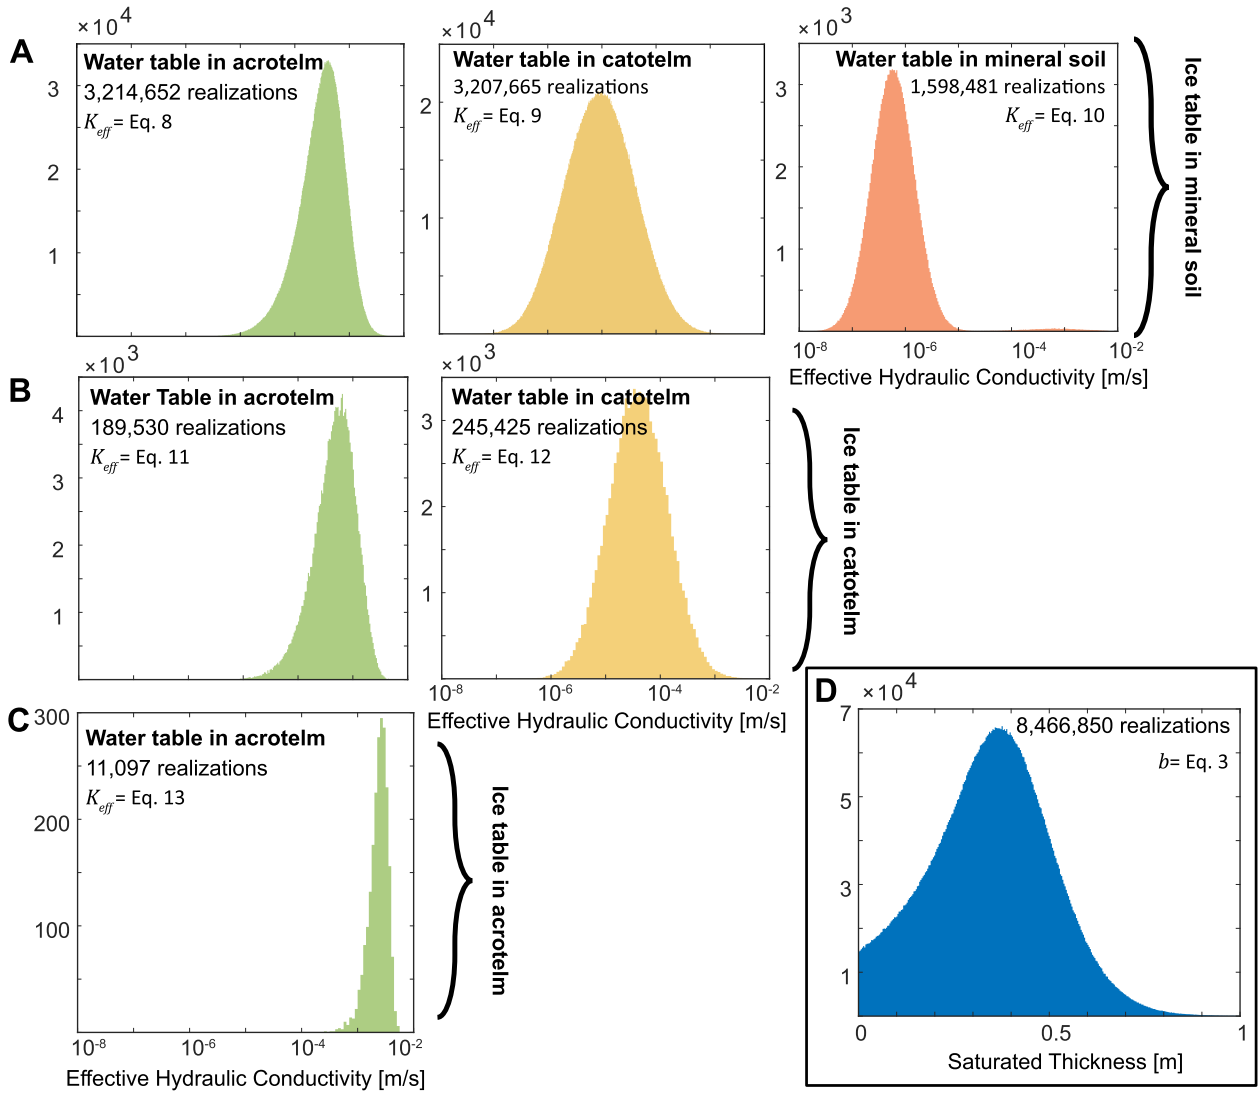 A
×10^4
Water table in acrotelm
3,214,652 realizations
K_eff = Eq. 8
3
2
1
×10^4
Water table in catotelm
3,207,665 realizations
K_eff = Eq. 9
2
1
×10^3
Water table in mineral soil
1,598,481 realizations
K_eff = Eq. 10
3
2
1
10^-8 10^-6 10^-4 10^-2
Effective Hydraulic Conductivity [m/s]
Ice table in mineral soil
B
×10^3
Water Table in acrotelm
189,530 realizations
K_eff = Eq. 11
4
3
2
1
×10^3
Water table in catotelm
245,425 realizations
K_eff = Eq. 12
3
2
1
10^-8 10^-6 10^-4 10^-2
Effective Hydraulic Conductivity [m/s]
Ice table in catotelm
C
300
Water table in acrotelm
11,097 realizations
K_eff = Eq. 13
200
100
10^-8 10^-6 10^-4 10^-2
Effective Hydraulic Conductivity [m/s]
Ice table in acrotelm
D
×10^4
8,466,850 realizations
b= Eq. 3
7
5
3
1
0 0.5 1
Saturated Thickness [m]